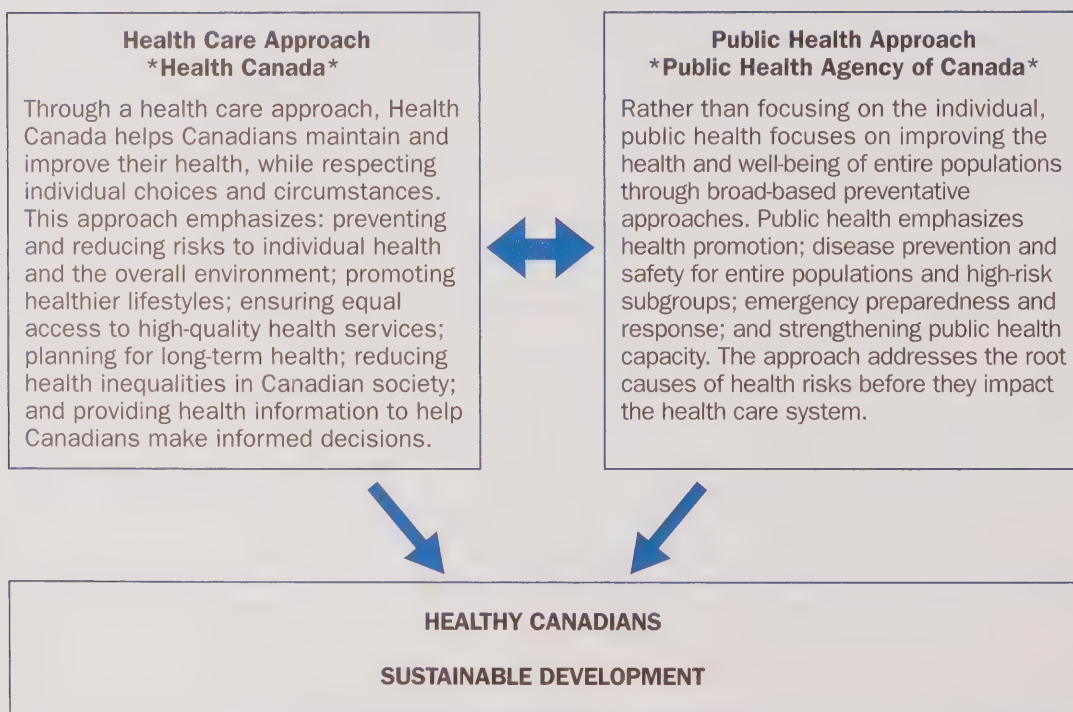 Health Care Approach
*Health Canada*
Through a health care approach, Health
Canada helps Canadians maintain and
improve their health, while respecting
individual choices and circumstances.
This approach emphasizes: preventing
and reducing risks to individual health
and the overall environment; promoting
healthier lifestyles; ensuring equal
access to high-quality health services;
planning for long-term health; reducing
health inequalities in Canadian society;
and providing health information to help
Canadians make informed decisions.
Public Health Approach
*Public Health Agency of Canada*
Rather than focusing on the individual,
public health focuses on improving the
health and well-being of entire populations
through broad-based preventative
approaches. Public health emphasizes
health promotion; disease prevention and
safety for entire populations and high-risk
subgroups; emergency preparedness and
response; and strengthening public health
capacity. The approach addresses the root
causes of health risks before they impact
the health care system.
HEALTHY CANADIANS
SUSTAINABLE DEVELOPMENT